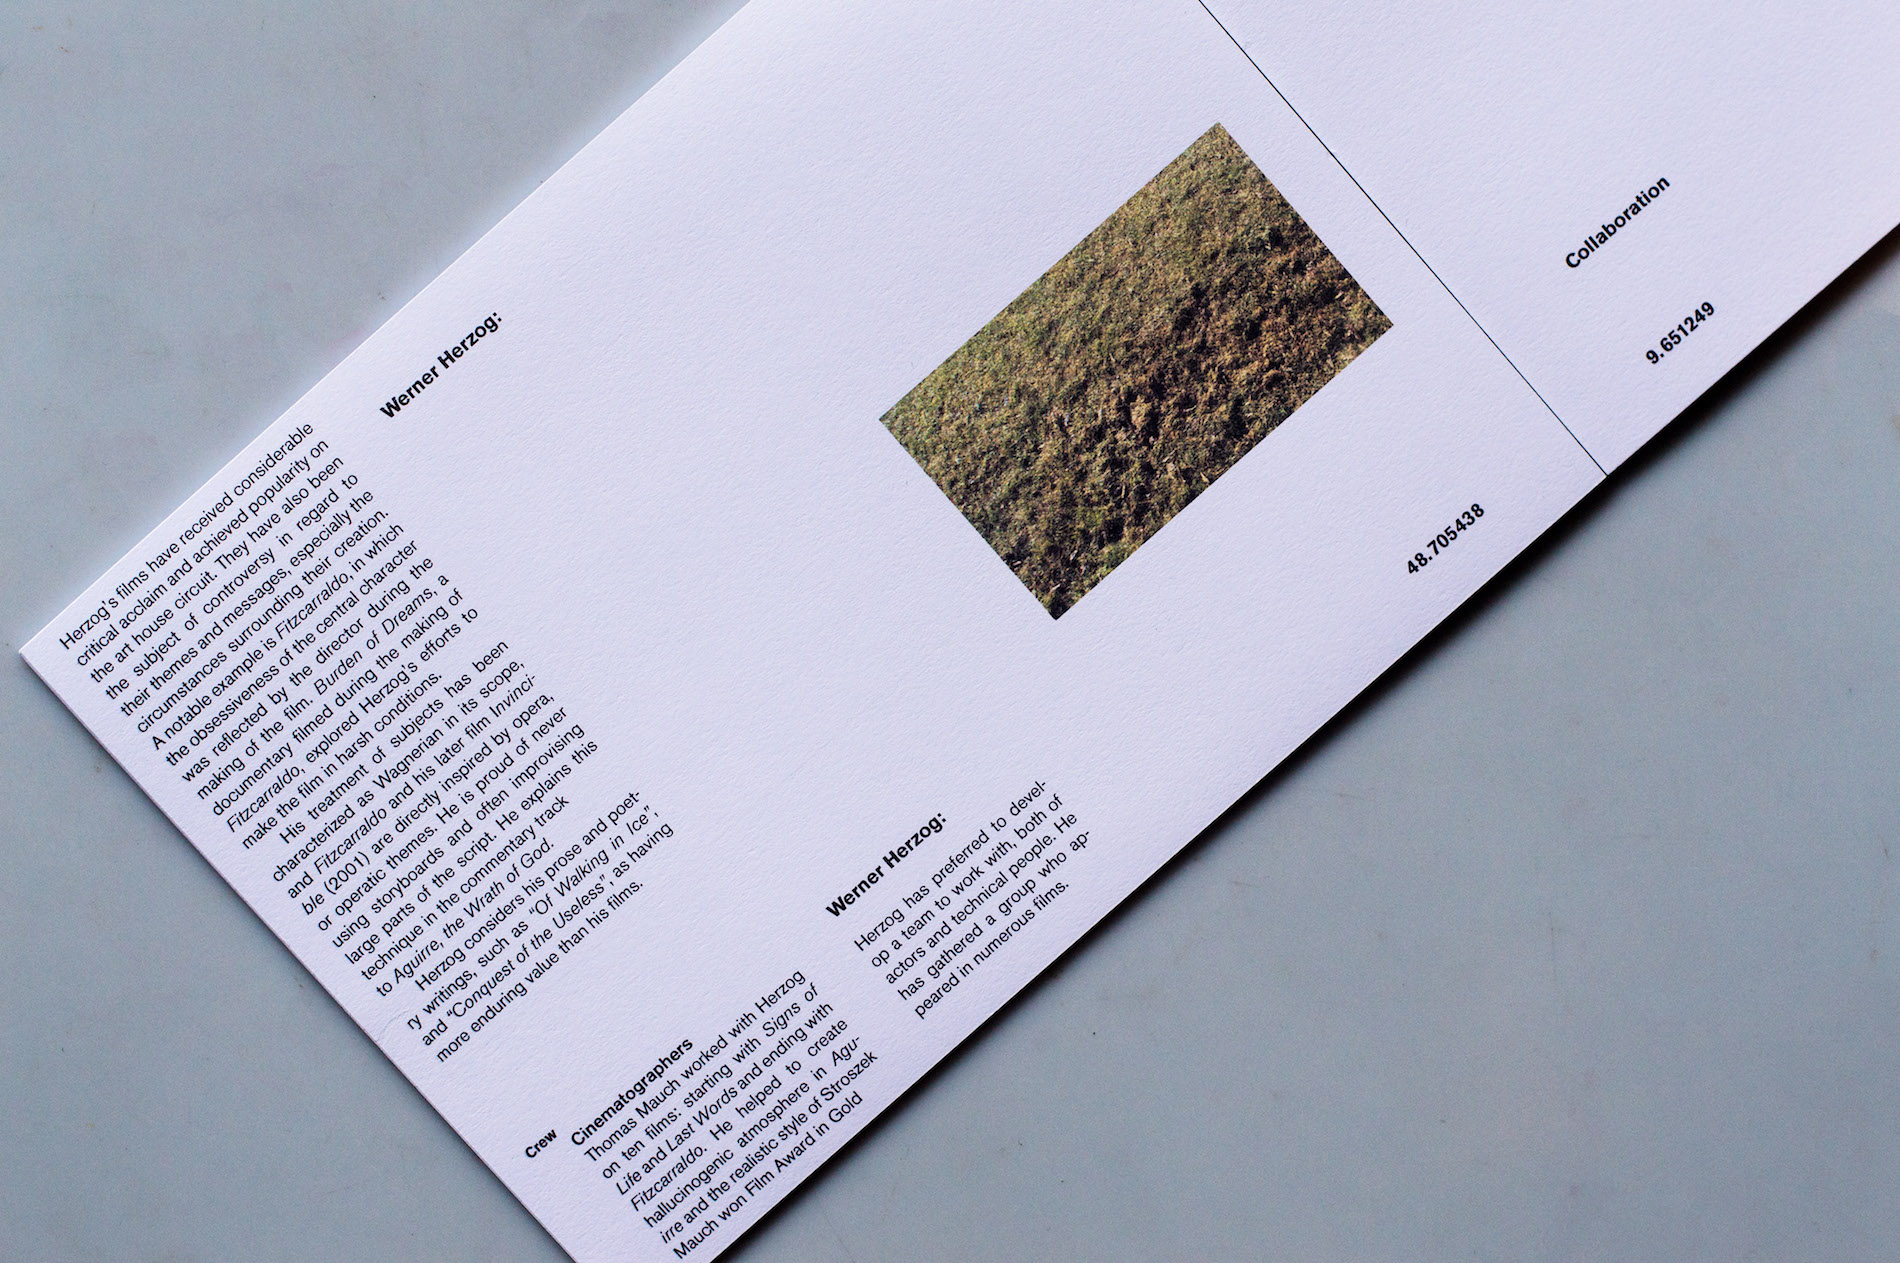 Werner Herzog:
Herzog's films have received considerable
critical acclaim and achieved popularity on
the art house circuit. They have also been
the subject of controversy in regard to
their themes and messages, especially the
circumstances surrounding their creation.
A notable example is Fitzcarraldo, in which
the obsessiveness of the central character
was reflected by the director during the
making of the film. Burden of Dreams, a
documentary filmed during the making of
Fitzcarraldo, explored Herzog's efforts to
make the film in harsh conditions.
His treatment of subjects has been
characterized as Wagnerian in its scope,
and Fitzcarraldo and his later film Invinci-
ble (2001) are directly inspired by opera,
or operatic themes. He is proud of never
using storyboards and often improvising
large parts of the script. He explains this
technique in the commentary track
to Aguirre, the Wrath of God.
Herzog considers his prose and poet-
ry writings, such as “Of Walking in Ice”,
and “Conquest of the Useless”, as having
more enduring value than his films.
Crew
Cinematographers
Thomas Mauch worked with Herzog
on ten films: starting with Signs of
Life and Last Words and ending with
Fitzcarraldo. He helped to create
hallucinogenic atmosphere in Agu-
irre and the realistic style of Stroszek
Mauch won Film Award in Gold
Werner Herzog:
Herzog has preferred to devel-
op a team to work with, both of
actors and technical people. He
has gathered a group who ap-
peared in numerous films.
48.705438
Collaboration
9.651249